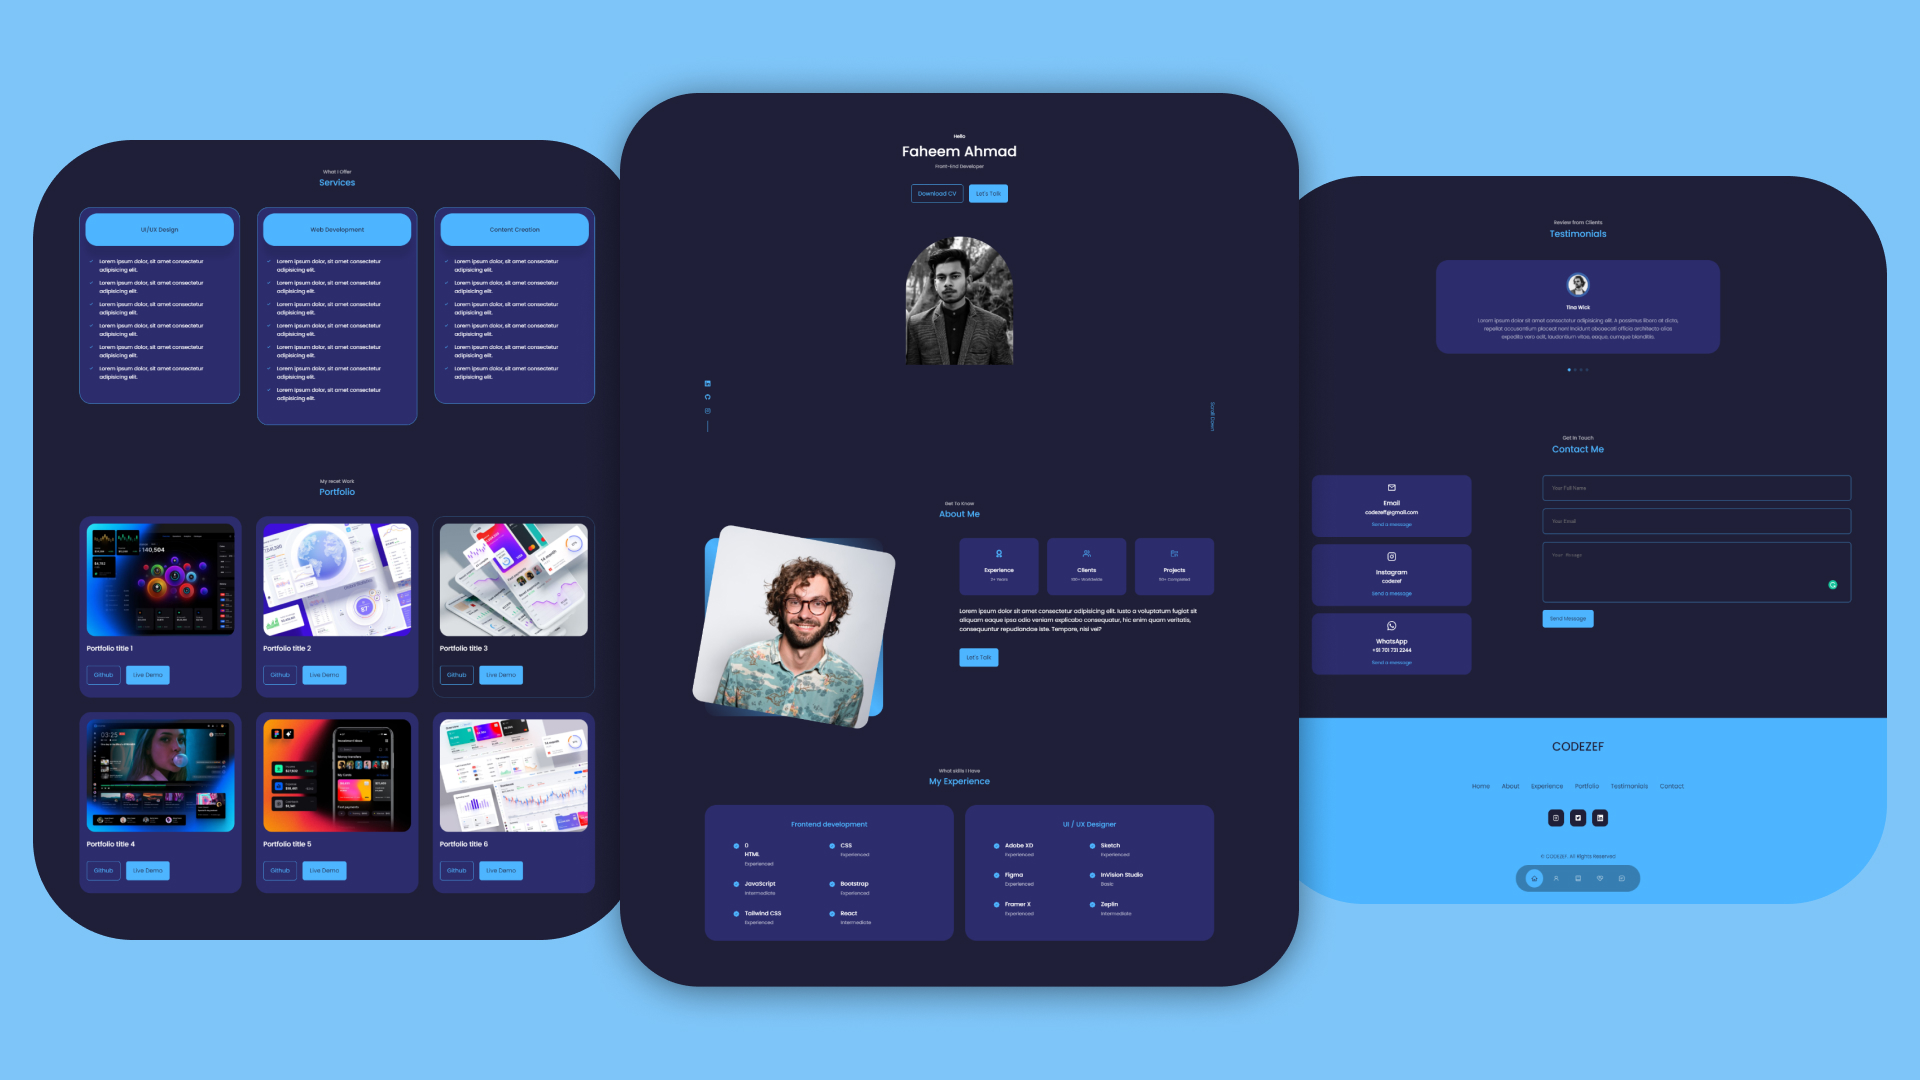 What I Offer
Services
UI/UX Design
Lorem ipsum dolor, sit amet consectetur
adipisicing elit.
Lorem ipsum dolor, sit amet consectetur
adipisicing elit.
Lorem ipsum dolor, sit amet consectetur
adipisicing elit.
Lorem ipsum dolor, sit amet consectetur
adipisicing elit.
Lorem ipsum dolor, sit amet consectetur
adipisicing elit.
Lorem ipsum dolor, sit amet consectetur
adipisicing elit.
Web Development
Lorem ipsum dolor, sit amet consectetur
adipisicing elit.
Lorem ipsum dolor, sit amet consectetur
adipisicing elit.
Lorem ipsum dolor, sit amet consectetur
adipisicing elit.
Lorem ipsum dolor, sit amet consectetur
adipisicing elit.
Lorem ipsum dolor, sit amet consectetur
adipisicing elit.
Lorem ipsum dolor, sit amet consectetur
adipisicing elit.
Lorem ipsum dolor, sit amet consectetur
adipisicing elit.
Content Creation
Lorem ipsum dolor, sit amet consectetur
adipisicing elit.
Lorem ipsum dolor, sit amet consectetur
adipisicing elit.
Lorem ipsum dolor, sit amet consectetur
adipisicing elit.
Lorem ipsum dolor, sit amet consectetur
adipisicing elit.
Lorem ipsum dolor, sit amet consectetur
adipisicing elit.
Lorem ipsum dolor, sit amet consectetur
adipisicing elit.
My recet Work
Portfolio
140,504
Portfolio title 1
Github Live Demo
87
Portfolio title 2
Github Live Demo
14 month
Portfolio title 3
Github Live Demo
03:25
Portfolio title 4
Github Live Demo
Portfolio title 5
Github Live Demo
Portfolio title 6
Github Live Demo
Hello
Faheem Ahmad
Front-End Developer
Download CV Let's Talk
Scroll Down
Get To Know
About Me
Experience
Clients
Projects
Lorem ipsum dolor sit amet consectetur adipisicing elit. Iusto a voluptatum fugiat sit
aliquam eaque ipsa odio veniam explicabo consequatur, hic enim quam veritatis,
consequuntur repudiandae iste. Tempore, nisi vel?
Let's Talk
What skills I Have
My Experience
Frontend development
0
HTML
Experienced
CSS
Experienced
JavaScript
Intermediate
Bootstrap
Experienced
Tailwind CSS
Experienced
React
Intermediate
UI / UX Designer
Adobe XD
Experienced
Sketch
Experienced
Figma
Experienced
InVision Studio
Basic
Framer X
Experienced
Zeplin
Intermediate
Review from Clients
Testimonials
Tina Wick
Lorem ipsum dolor sit amet consectetur adipisicing elit. A possimus libero at dicta,
repellat accusantium placeat nam incidunt obcaecati officia architecto alias
expedita vero odit, laudantium vitae, eaque, cumque blanditiis.
Get In Touch
Contact Me
Email
codezeff@gmail.com
Send a message
Instagram
codezef
Send a message
WhatsApp
+91 701 731 2244
Send a message
Your Full Name
Your Email
Your Message
Send Message
CODEZEF
Home About Experience Portfolio Testimonials Contact
© CODEZEF. All Rights Reserved